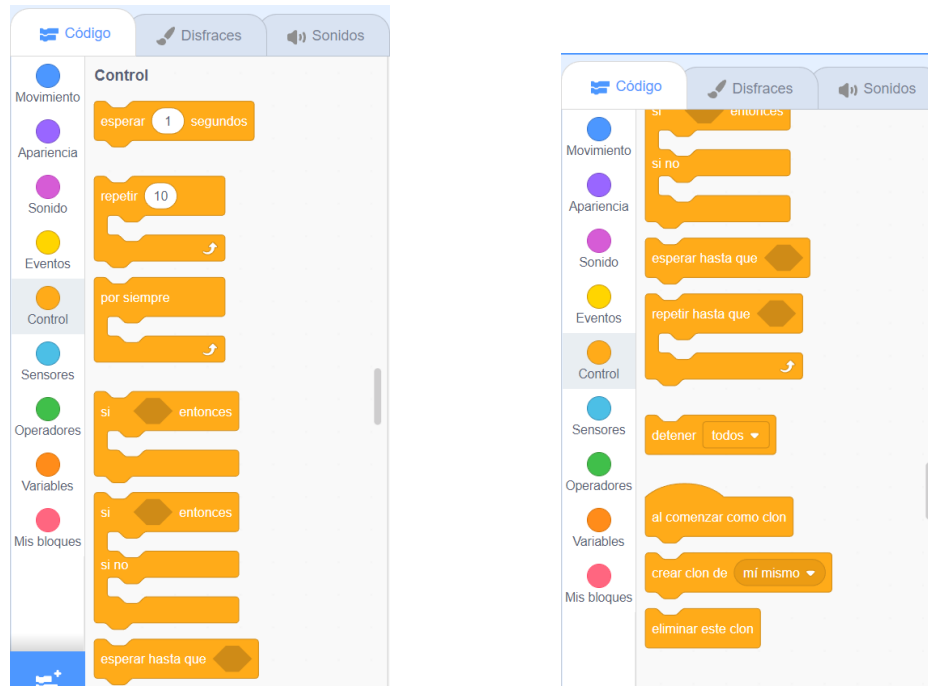 Código
Disfraces
Sonidos
Movimiento
Apariencia
Sonido
Eventos
Control
Sensores
Operadores
Variables
Mis bloques
Control
esperar 1 segundos
repetir 10
por siempre
si entonces
si entonces
si no
esperar hasta que
Código
Disfraces
Sonidos
Movimiento
Apariencia
Sonido
Eventos
Control
Sensores
Operadores
Variables
Mis bloques
si entonces
si no
esperar hasta que
repetir hasta que
detener todos
al comenzar como clon
crear clon de mí mismo
eliminar este clon